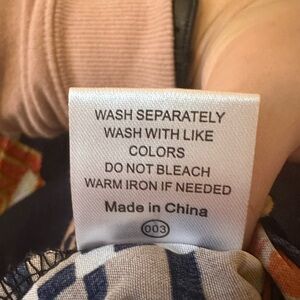 WASH SEPARATELY
WASH WITH LIKE
COLORS
DO NOT BLEACH
WARM IRON IF NEEDED
Made in China
003